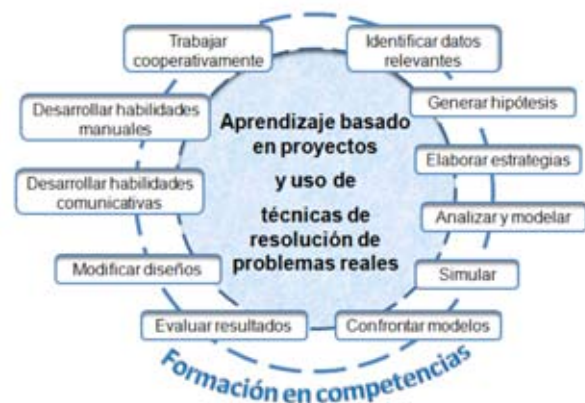 Trabajar
cooperativamente
Identificar datos
relevantes
Desarrollar habilidades
manuales
Generar hipótesis
Desarrollar habilidades
comunicativas
Elaborar estrategias
Analizar y modelar
Modificar diseños
Simular
Evaluar resultados
Confrontar modelos
Aprendizaje basado
en proyectos
y uso de
técnicas de
resolución de
problemas reales
Formación en competencias